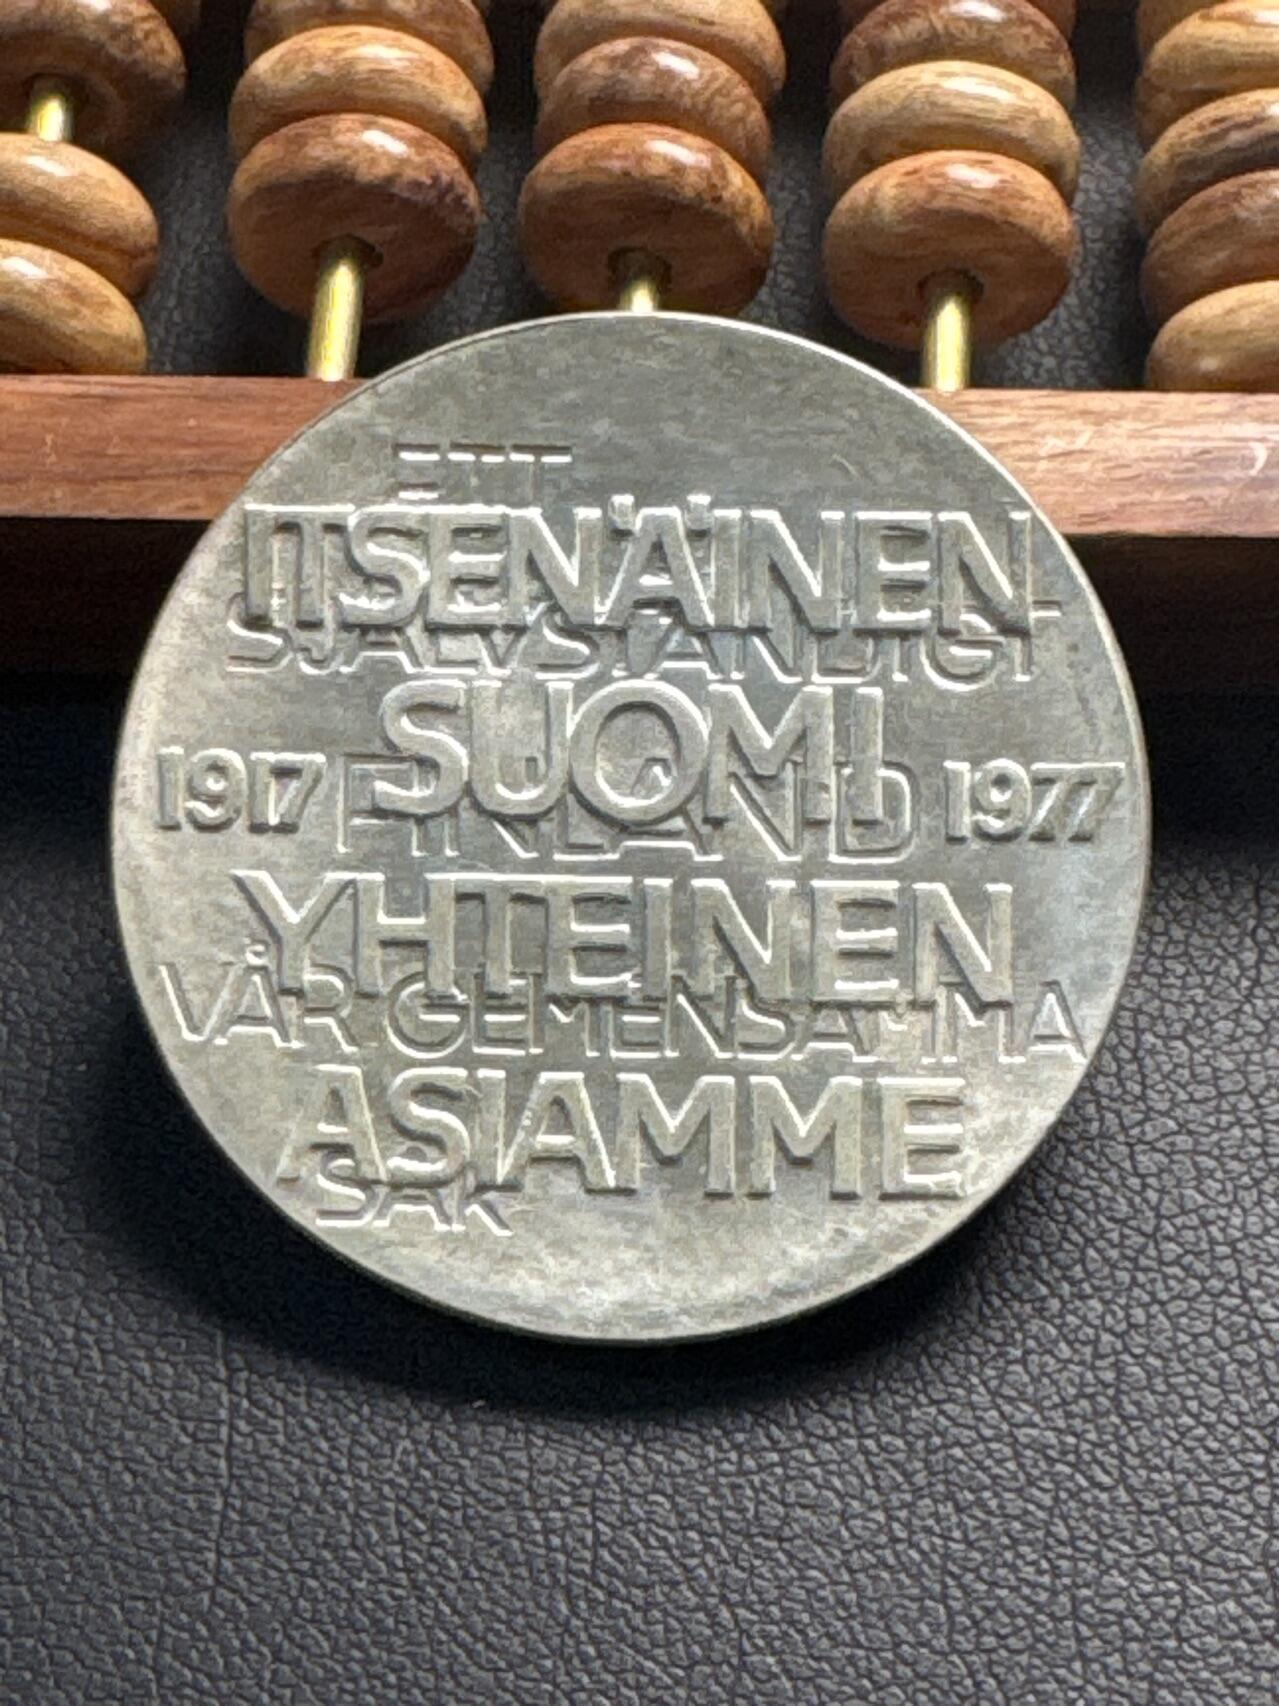 ETT
ITSENÄINEN
SJÄLVSTÄNDIGT
SUOMI
1917 FINLAND 1977
YHTEINEN
VÅR GEMENSAMMA
ASIAMME
SAK